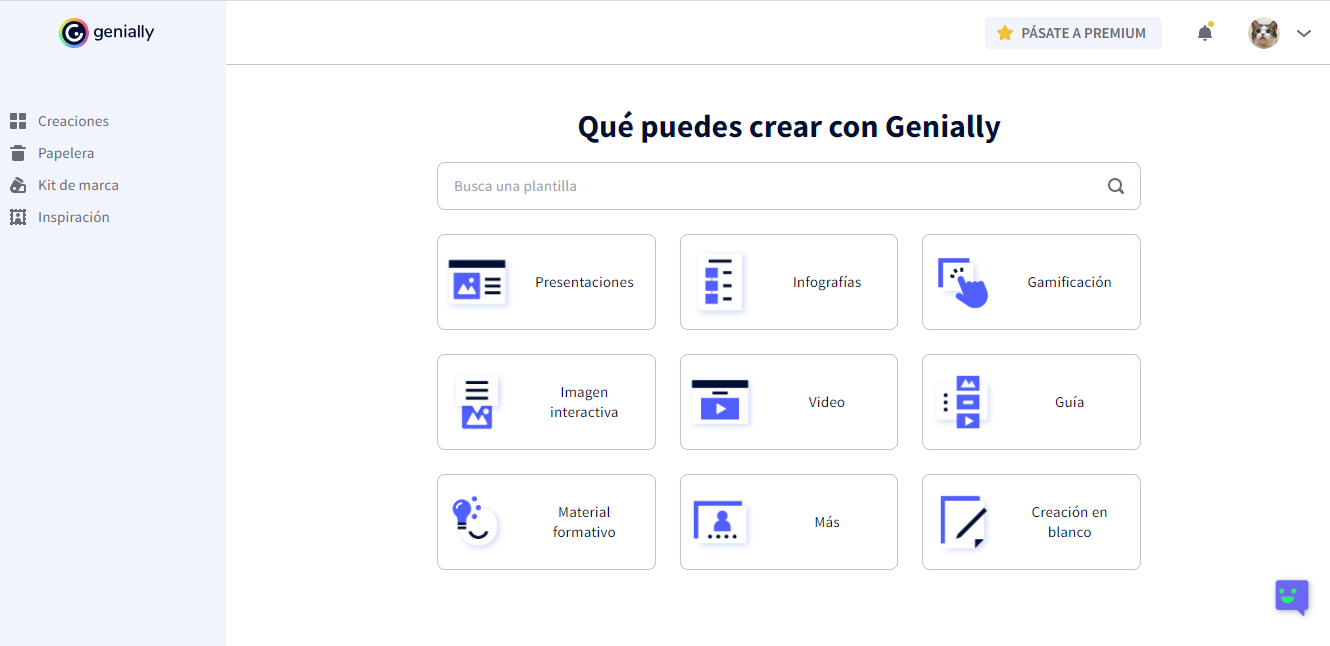 genially
PÁSATE A PREMIUM
Creaciones
Papelera
Kit de marca
Inspiración
Qué puedes crear con Genially
Busca una plantilla
Presentaciones
Infografías
Gamificación
Imagen
interactiva
Video
Guía
Material
formativo
Más
Creación en
blanco